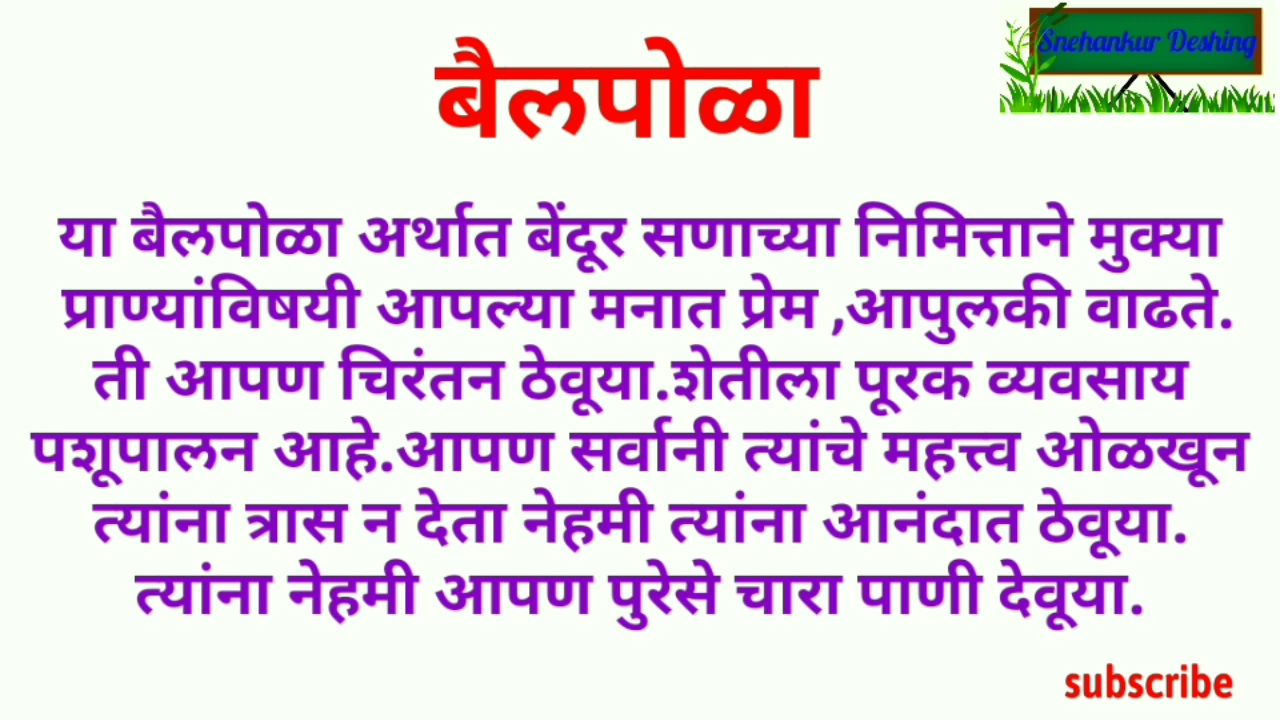 Snehankur Deshing
बैलपोळा
या बैलपोळा अर्थात बेंदूर सणाच्या निमित्ताने मुक्या
प्राण्यांविषयी आपल्या मनात प्रेम ,आपुलकी वाढते.
ती आपण चिरंतन ठेवूया.शेतीला पूरक व्यवसाय
पशूपालन आहे.आपण सर्वानी त्यांचे महत्त्व ओळखून
त्यांना त्रास न देता नेहमी त्यांना आनंदात ठेवूया.
त्यांना नेहमी आपण पुरेसे चारा पाणी देवूया.
subscribe